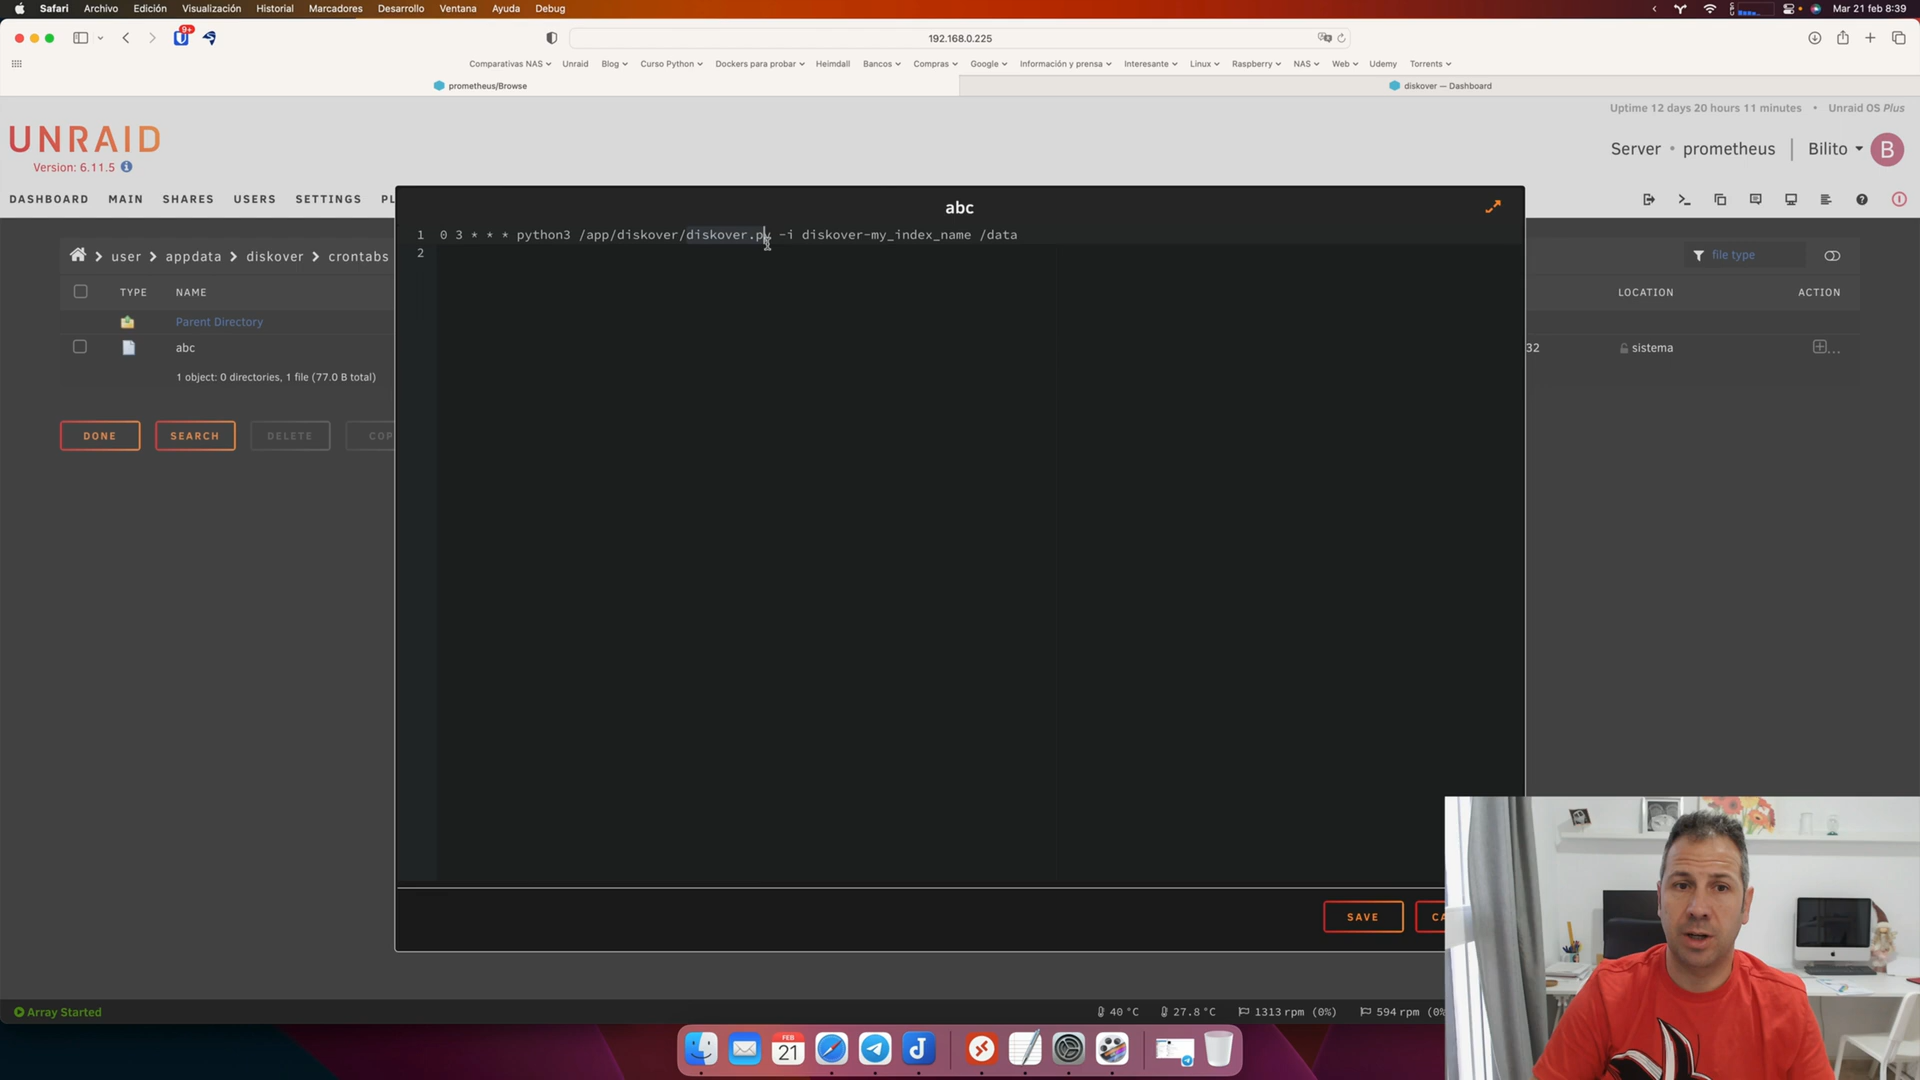 Safari Archivo Edición Visualización Historial Marcadores Desarrollo Ventana Ayuda Debug
Mar 21 feb 8:39
9+
192.168.0.225
Comparativas NAS Unraid Blog Curso Python Dockers para probar Heimdall Bancos Compras Google Información y prensa Interesante Linux Raspberry NAS Web Udemy Torrents
prometheus/Browse
diskover — Dashboard
Uptime 12 days 20 hours 11 minutes • Unraid OS Plus
UNRAID
Version: 6.11.5
Server • prometheus
Bilito
B
DASHBOARD MAIN SHARES USERS SETTINGS PL
abc
1 0 3 * * * python3 /app/diskover/diskover.py -i diskover-my_index_name /data
2
user > appdata > diskover > crontabs
file type
TYPE NAME
LOCATION ACTION
Parent Directory
abc
32
sistema
...
1 object: 0 directories, 1 file (77.0 B total)
DONE
SEARCH
DELETE
COP
SAVE
CA
Array Started
40 °C
27.8 °C
1313 rpm (0%)
594 rpm (0%
FEB
21